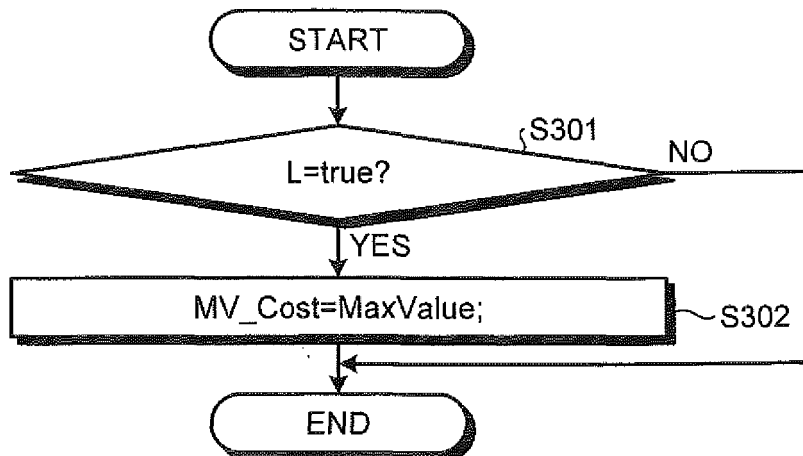 START
S301
L=true?
NO
YES
MV_Cost=MaxValue;
S302
END